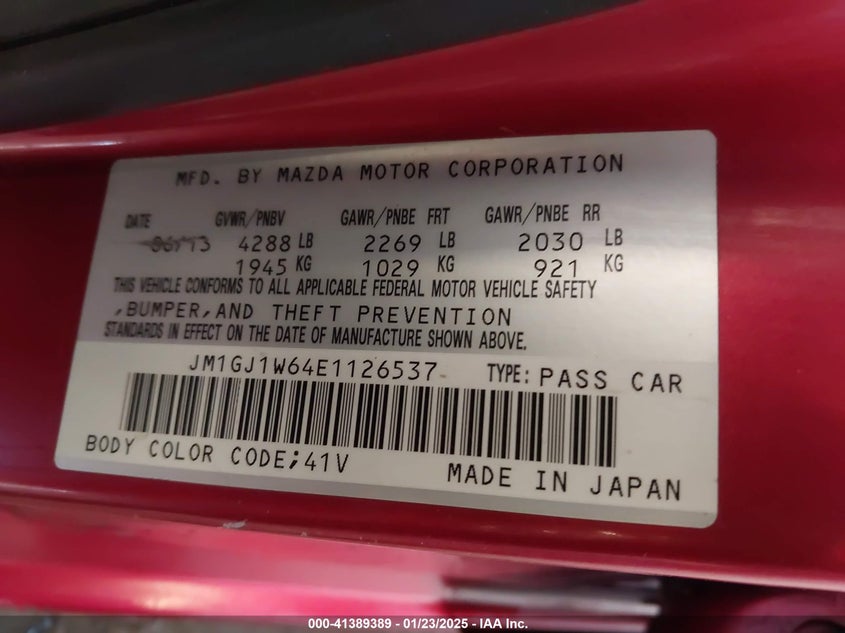 MFD. BY MAZDA MOTOR CORPORATION
DATE GVWR/PNBV GAWR/PNBE FRT GAWR/PNBE RR
06/13 4288 LB 2269 LB 2030 LB
1945 KG 1029 KG 921 KG
THIS VEHICLE CONFORMS TO ALL APPLICABLE FEDERAL MOTOR VEHICLE SAFETY
,BUMPER,AND THEFT PREVENTION
STANDARDS IN EFFECT ON THE DATE OF MANUFACTURE SHOWN ABOVE.
JM1GJ1W64E1126537 TYPE: PASS CAR
BODY COLOR CODE;41V
MADE IN JAPAN
000-41389389 - 01/23/2025 - IAA Inc.